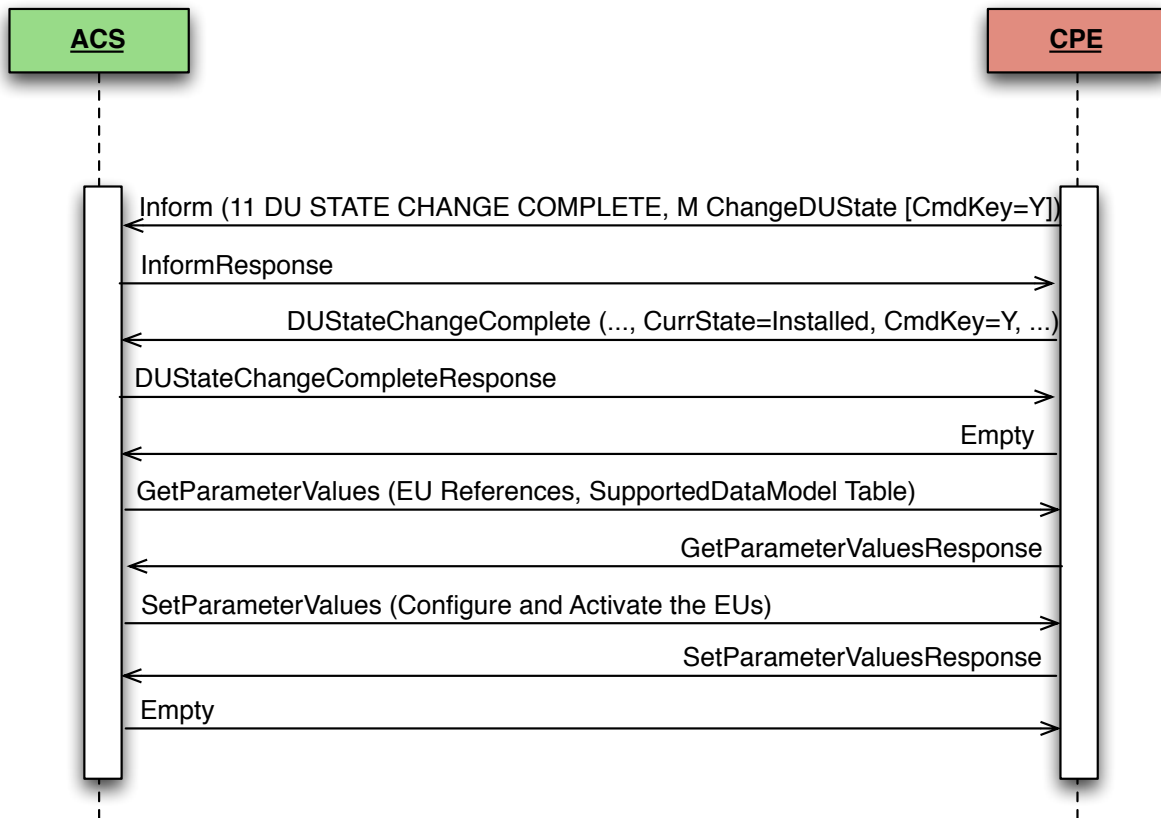 ACS
CPE
Inform (11 DU STATE CHANGE COMPLETE, M ChangeDUState [CmdKey=Y])
InformResponse
DUStateChangeComplete (..., CurrState=Installed, CmdKey=Y, ...)
DUStateChangeCompleteResponse
Empty
GetParameterValues (EU References, SupportedDataModel Table)
GetParameterValuesResponse
SetParameterValues (Configure and Activate the EUs)
SetParameterValuesResponse
Empty